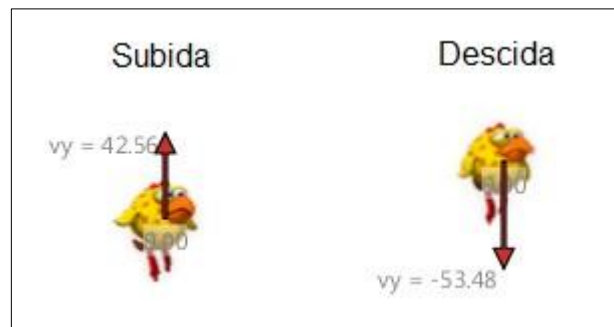 Subida
Descida
vy = 42.56
vy = -53.48